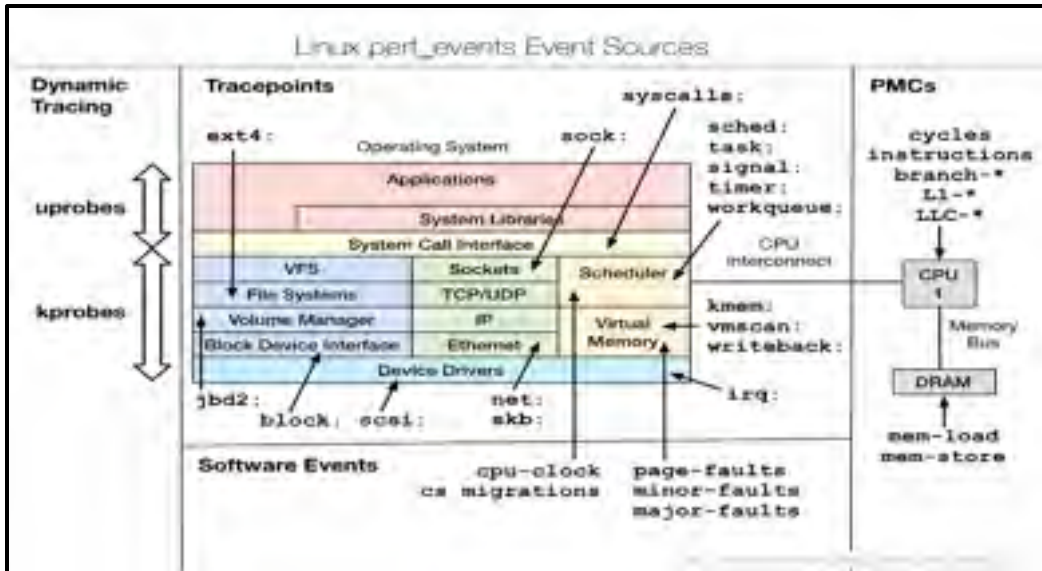 Linux perf_events Event Sources
Dynamic
Tracing
uprobes
kprobes
Tracepoints
ext4:
Operating System
sock:
syscalls:
sched:
task:
signal:
timer:
workqueue:
Applications
System Libraries
System Call Interface
VFS
Sockets
Scheduler
File Systems
TCP/UDP
Volume Manager
IP
Virtual
Memory
Block Device Interface
Ethernet
Device Drivers
kmem:
vmscan:
writeback:
irq:
jbd2:
block:
scsi:
net:
skb:
CPU
Interconnect
Software Events
cpu-clock
cs migrations
page-faults
minor-faults
major-faults
PMCs
cycles
instructions
branch-*
L1-*
LLC-*
CPU
1
Memory
Bus
DRAM
mem-load
mem-store